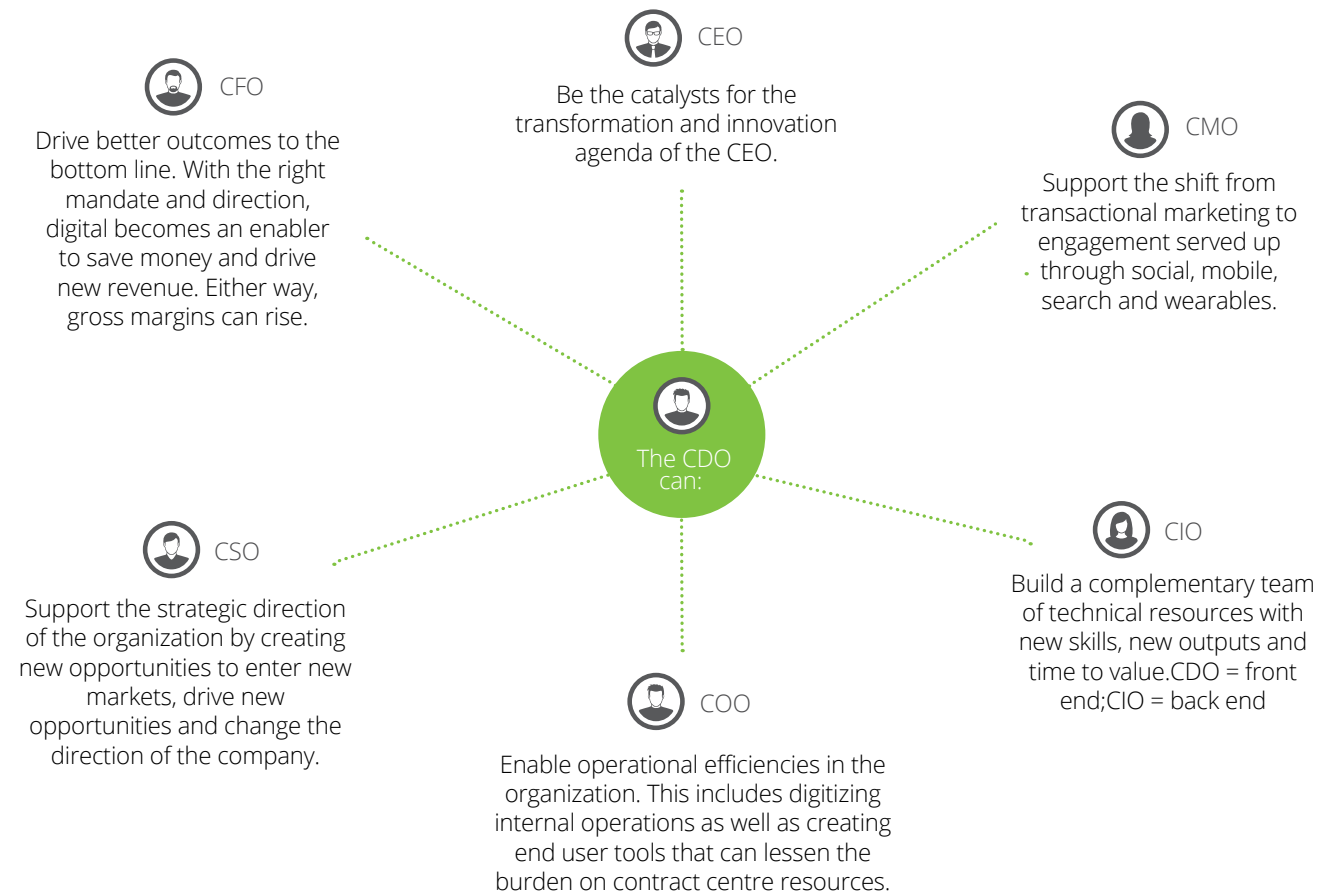 CEO
Be the catalysts for the
transformation and innovation
agenda of the CEO.
CFO
Drive better outcomes to the
bottom line. With the right
mandate and direction,
digital becomes an enabler
to save money and drive
new revenue. Either way,
gross margins can rise.
CMO
Support the shift from
transactional marketing to
engagement served up
through social, mobile,
search and wearables.
The CDO
can:
CSO
Support the strategic direction
of the organization by creating
new opportunities to enter new
markets, drive new
opportunities and change the
direction of the company.
CIO
Build a complementary team
of technical resources with
new skills, new outputs and
time to value.CDO = front
end;CIO = back end
COO
Enable operational efficiencies in the
organization. This includes digitizing
internal operations as well as creating
end user tools that can lessen the
burden on contract centre resources.